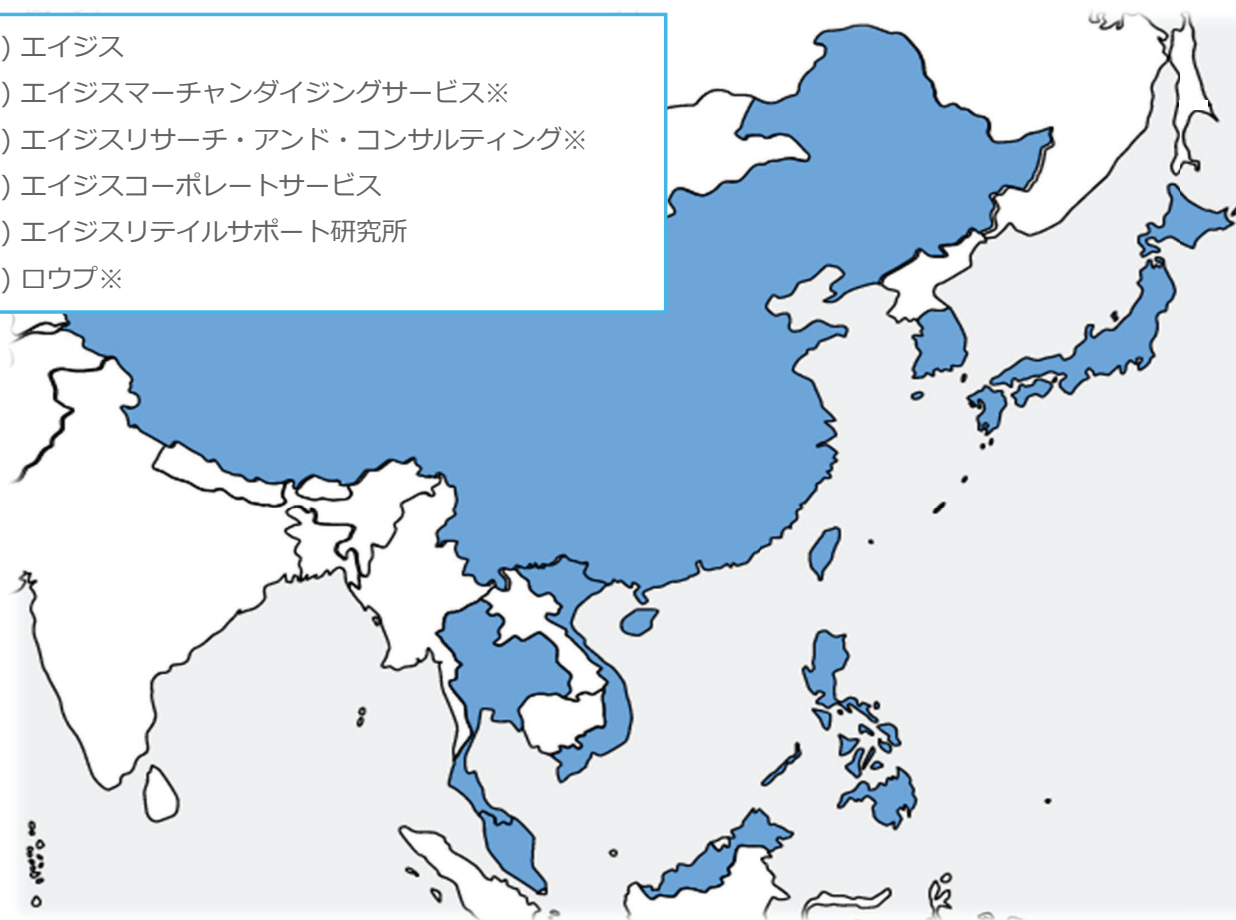 ) エイジス
) エイジスマーチャンダイジングサービス※
) エイジスリサーチ・アンド・コンサルティング※
) エイジスコーポレートサービス
) エイジスリテイルサポート研究所
) ロウプ※